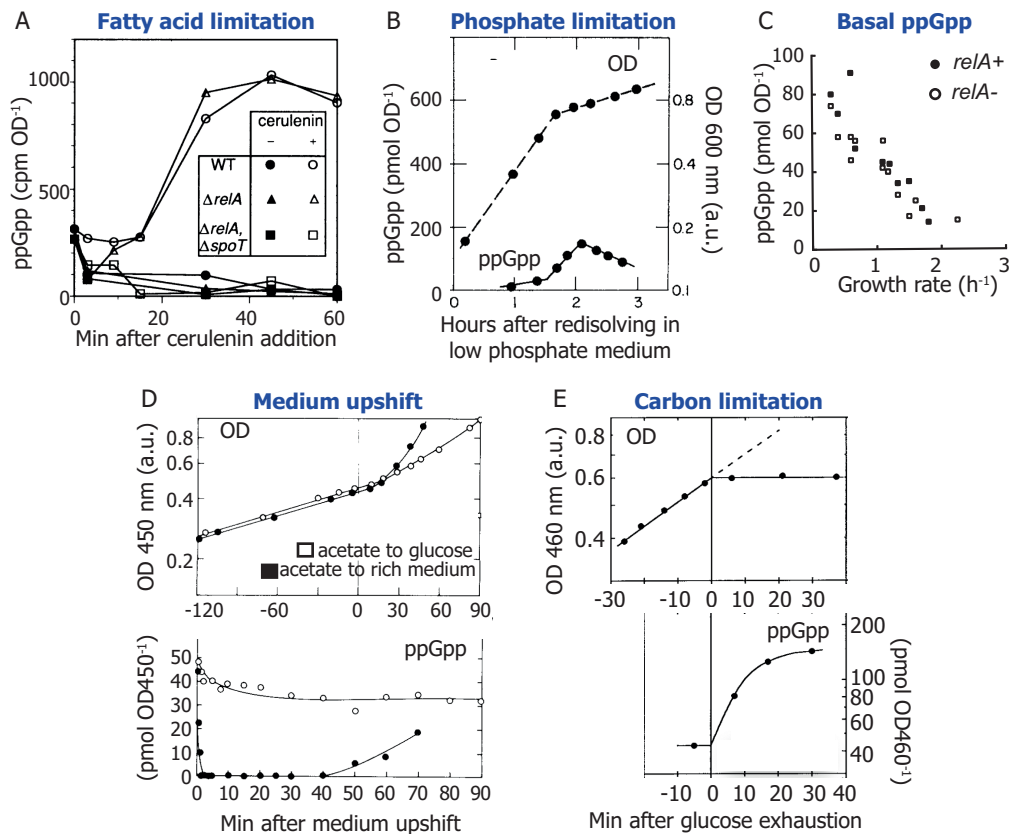 A
Fatty acid limitation
1000
500
0
ppGpp (cpm OD⁻¹)
cerulenin
− +
WT
ΔrelA
ΔrelA,
ΔspoT
0 15 30 45 60
Min after cerulenin addition
B
Phosphate limitation
OD
600
400
200
0
ppGpp (pmol OD⁻¹)
0.8
0.4
0.2
0.1
OD 600 nm (a.u.)
ppGpp
0 1 2 3
Hours after redisolving in
low phosphate medium
C
Basal ppGpp
relA+
relA-
100
80
60
40
20
0
ppGpp (pmol OD⁻¹)
0 1 2 3
Growth rate (h⁻¹)
D
Medium upshift
OD
0.8
0.6
0.4
0.2
OD 450 nm (a.u.)
acetate to glucose
acetate to rich medium
-120 -60 0 30 60 90
ppGpp
50
40
30
20
10
0
(pmol OD450⁻¹)
0 10 20 30 40 50 60 70 80 90
Min after medium upshift
E
Carbon limitation
OD
0.8
0.6
0.4
OD 460 nm (a.u.)
-30 -20 -10 0 10 20 30
ppGpp
200
100
80
60
40
(pmol OD460⁻¹)
-10 0 10 20 30 40
Min after glucose exhaustion